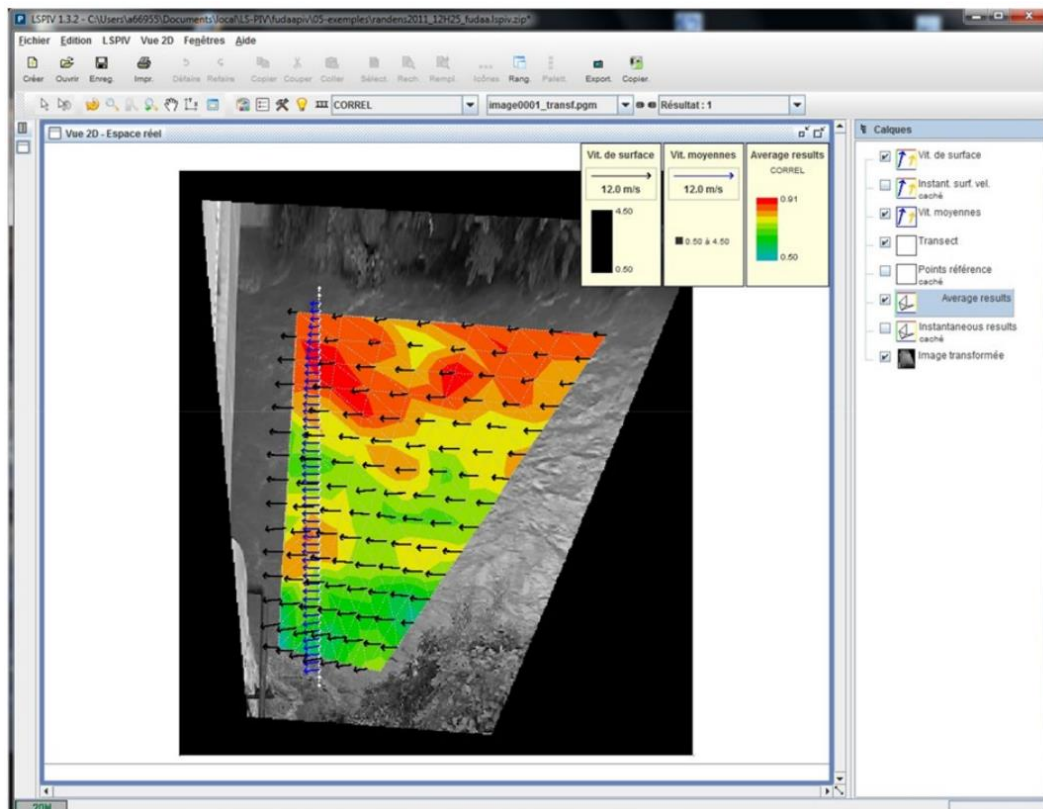 LSPIV 1.3.2 - C:\Users\a66955\Documents\local\LS-PIV\fudaapiv\05-exemples\randens2011_12H25_fudaa.lspiv.zip*
Fichier Edition LSPIV Vue 2D Fenêtres Aide
Créer Ouvrir Enreg. Impr. Défaire Refaire Copier Couper Coller Sélect. Rech. Rempl. Icônes Rang. Palett. Export. Copier.
CORREL image0001_transf.pgm Résultat : 1
Vue 2D - Espace réel
Calques
Vit. de surface
12.0 m/s
4.50
0.50
Vit. moyennes
12.0 m/s
0.50 à 4.50
Average results
CORREL
0.91
0.50
Vit. de surface
Instant. surf. vel.
caché
Vit. moyennes
Transect
Points référence
caché
Average results
Instantaneous results
caché
Image transformée